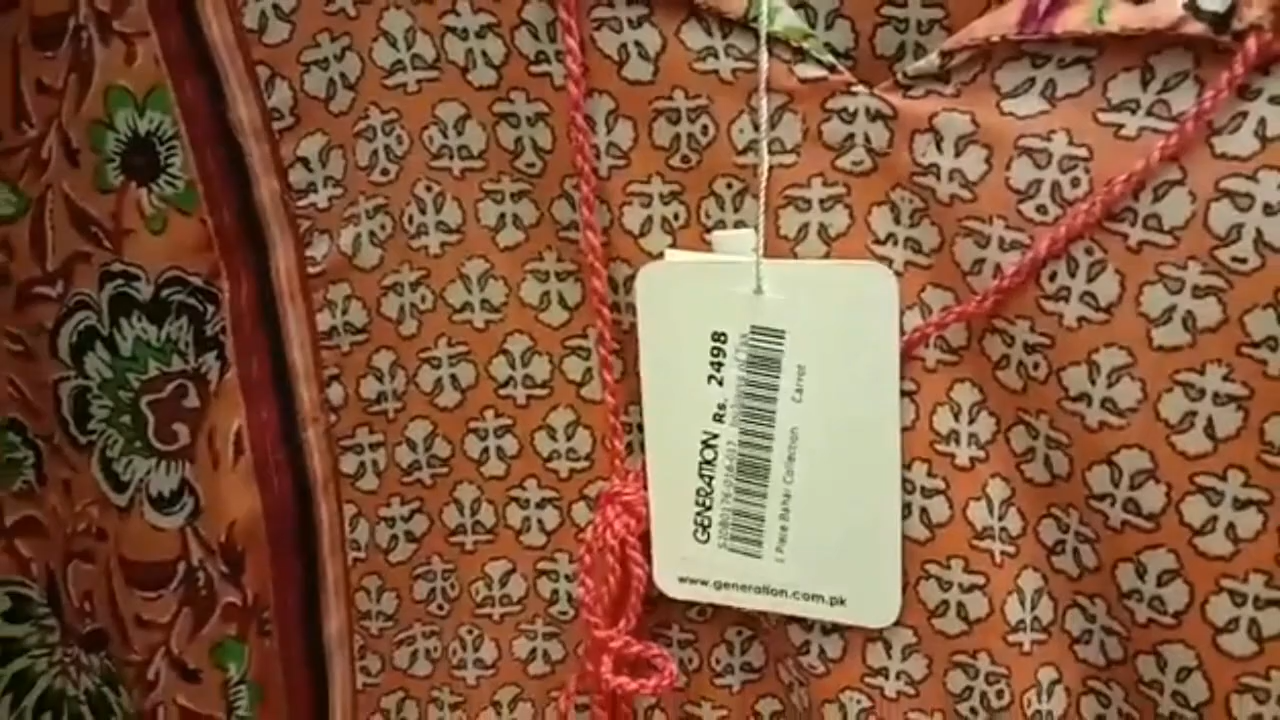 GENERATION Rs. 2498
1 Piece Bahar Collection Carrot
www.generation.com.pk